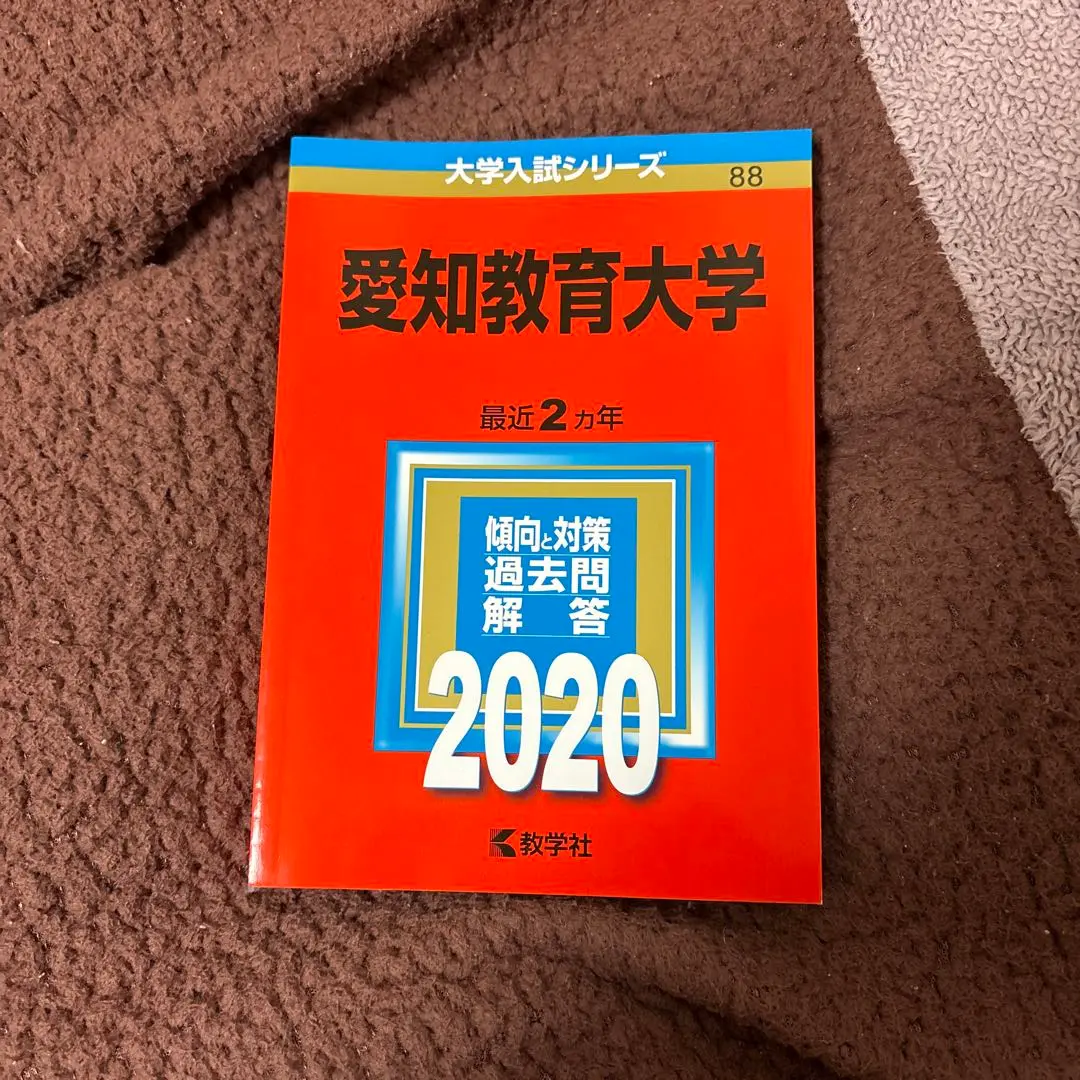 大学入試シリーズ
88
愛知教育大学
最近2カ年
傾向と対策
過去問
解答
2020
教学社